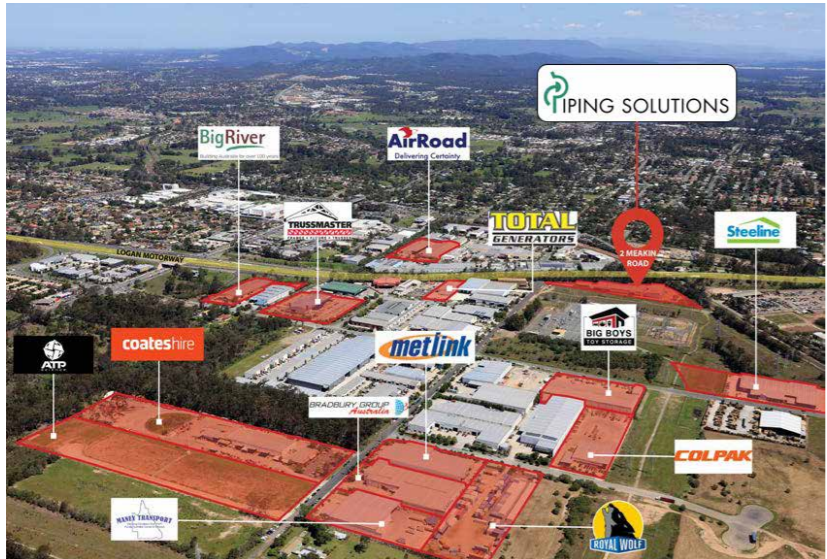 PIPING SOLUTIONS
BigRiver
Building Australia for over 100 years
AirRoad
Delivering Certainty
TRUSSMASTER
TOTAL
GENERATORS
Steeline
2 MEAKIN
ROAD
LOGAN MOTORWAY
BIG BOYS
TOY STORAGE
ATP
coateshire
metlink
BRADBURY GROUP
Australia
COLPAK
MANEY TRANSPORT
ROYAL WOLF